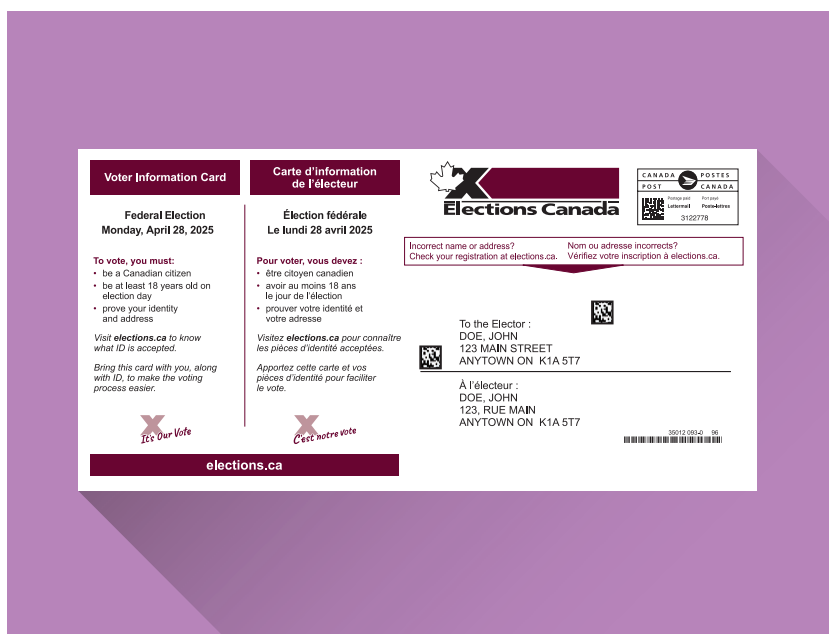 Voter Information Card
Federal Election
Monday, April 28, 2025
To vote, you must:
• be a Canadian citizen
• be at least 18 years old on
election day
• prove your identity
and address
Visit elections.ca to know
what ID is accepted.
Bring this card with you, along
with ID, to make the voting
process easier.
It's Our Vote
Carte d'information
de l'électeur
Élection fédérale
Le lundi 28 avril 2025
Pour voter, vous devez :
• être citoyen canadien
• avoir au moins 18 ans
le jour de l'élection
• prouver votre identité et
votre adresse
Visitez elections.ca pour connaître
les pièces d'identité acceptées.
Apportez cette carte et vos
pièces d'identité pour faciliter
le vote.
C'est notre vote
elections.ca
Elections Canada
CANADA POSTES
POST CANADA
Postage paid Port payé
Lettermail Poste-lettres
3122778
Incorrect name or address?
Check your registration at elections.ca.
Nom ou adresse incorrects?
Vérifiez votre inscription à elections.ca.
To the Elector :
DOE, JOHN
123 MAIN STREET
ANYTOWN ON K1A 5T7
À l'électeur :
DOE, JOHN
123, RUE MAIN
ANYTOWN ON K1A 5T7
35012 093-0 96